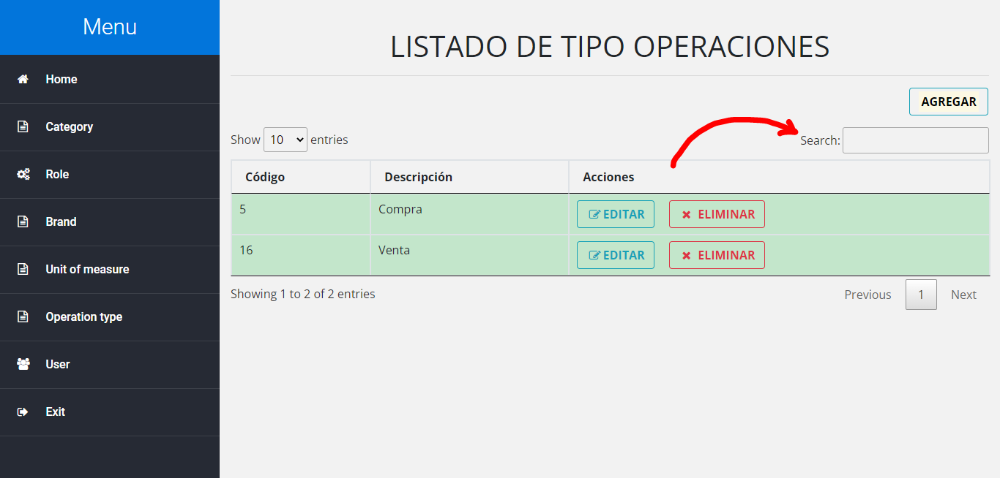 Menu
Home
Category
Role
Brand
Unit of measure
Operation type
User
Exit
LISTADO DE TIPO OPERACIONES
AGREGAR
Show 10 entries
Search:
Código Descripción Acciones
5 Compra EDITAR ELIMINAR
16 Venta EDITAR ELIMINAR
Showing 1 to 2 of 2 entries
Previous 1 Next